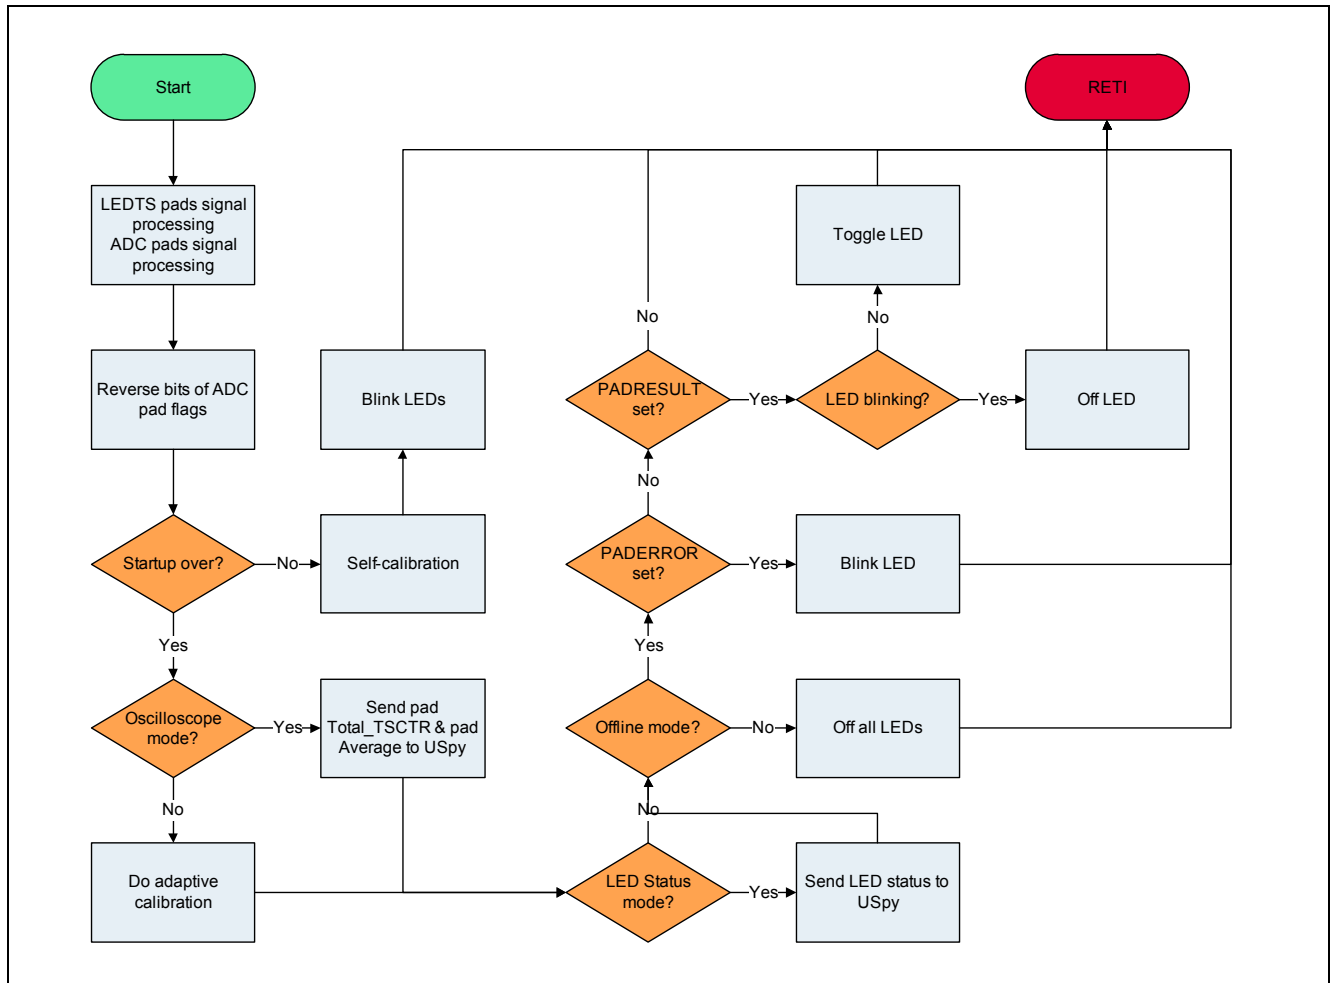 Start
RETI
LEDTS pads signal
processing
ADC pads signal
processing
Toggle LED
No
No
Reverse bits of ADC
pad flags
Blink LEDs
PADRESULT
set?
Yes
LED blinking?
Yes
Off LED
No
Startup over?
No
Self-calibration
PADERROR
set?
Yes
Blink LED
Yes
Yes
Oscilloscope
mode?
Yes
Send pad
Total_TSCTR & pad
Average to USpy
Offline mode?
No
Off all LEDs
No
No
Do adaptive
calibration
LED Status
mode?
Yes
Send LED status to
USpy